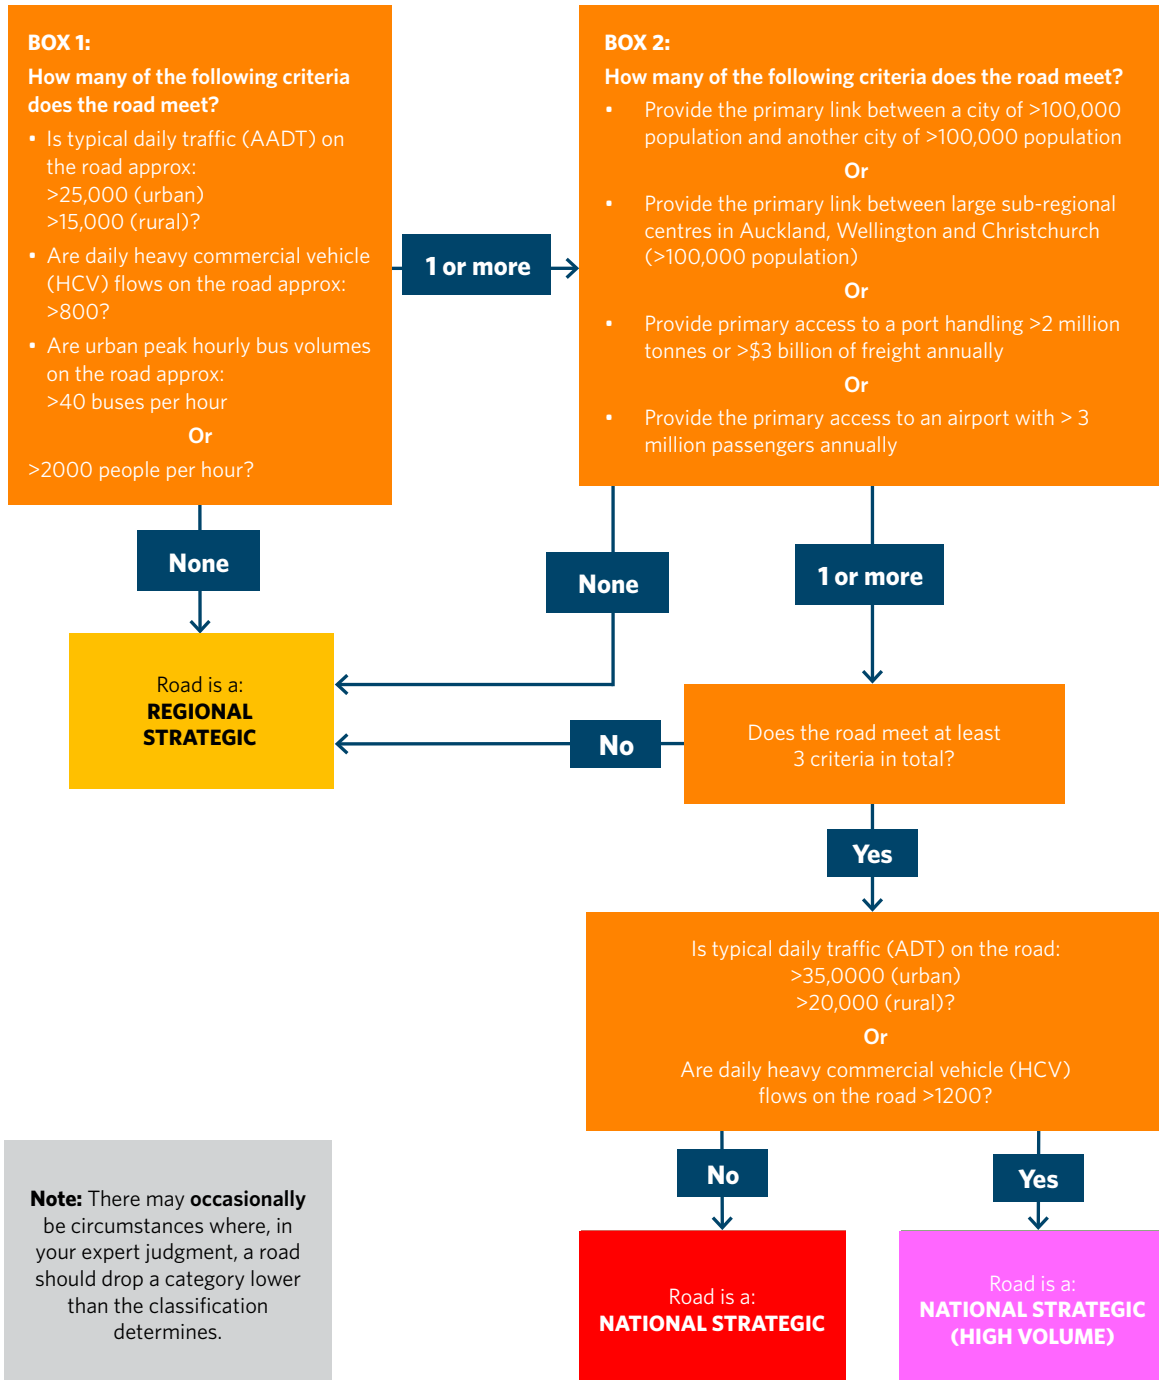 BOX 1:
How many of the following criteria
does the road meet?
• Is typical daily traffic (AADT) on
the road approx:
>25,000 (urban)
>15,000 (rural)?
• Are daily heavy commercial vehicle
(HCV) flows on the road approx:
>800?
• Are urban peak hourly bus volumes
on the road approx:
>40 buses per hour
Or
>2000 people per hour?
1 or more
BOX 2:
How many of the following criteria does the road meet?
• Provide the primary link between a city of >100,000
population and another city of >100,000 population
Or
• Provide the primary link between large sub-regional
centres in Auckland, Wellington and Christchurch
(>100,000 population)
Or
• Provide primary access to a port handling >2 million
tonnes or >$3 billion of freight annually
Or
• Provide the primary access to an airport with > 3
million passengers annually
None
None
1 or more
Road is a:
REGIONAL
STRATEGIC
No
Does the road meet at least
3 criteria in total?
Yes
Is typical daily traffic (ADT) on the road:
>35,0000 (urban)
>20,000 (rural)?
Or
Are daily heavy commercial vehicle (HCV)
flows on the road >1200?
No
Yes
Note: There may occasionally
be circumstances where, in
your expert judgment, a road
should drop a category lower
than the classification
determines.
Road is a:
NATIONAL STRATEGIC
Road is a:
NATIONAL STRATEGIC
(HIGH VOLUME)